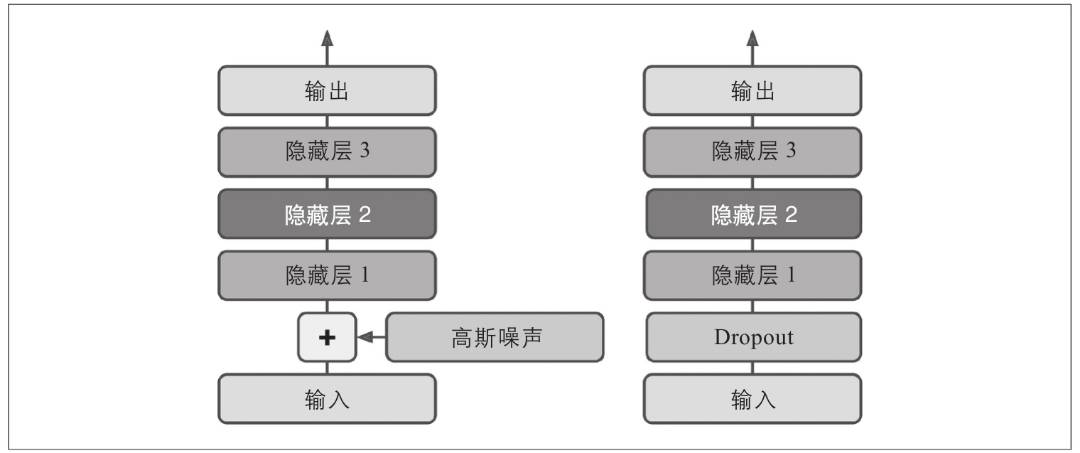 输出
隐藏层 3
隐藏层 2
隐藏层 1
+
高斯噪声
输入
输出
隐藏层 3
隐藏层 2
隐藏层 1
Dropout
输入